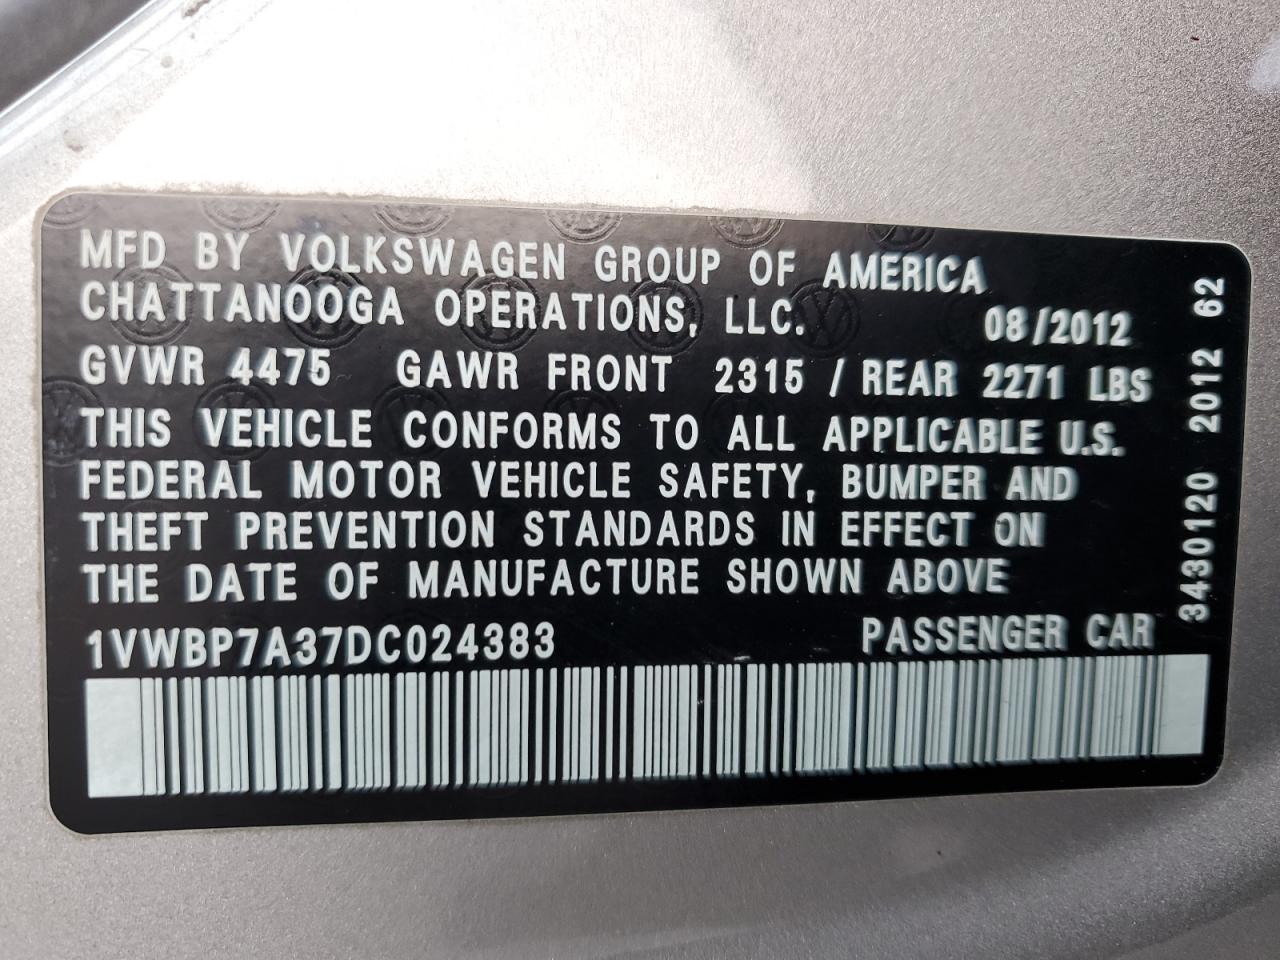 MFD BY VOLKSWAGEN GROUP OF AMERICA
CHATTANOOGA OPERATIONS, LLC. 08/2012
GVWR 4475 GAWR FRONT 2315 / REAR 2271 LBS
THIS VEHICLE CONFORMS TO ALL APPLICABLE U.S.
FEDERAL MOTOR VEHICLE SAFETY, BUMPER AND
THEFT PREVENTION STANDARDS IN EFFECT ON
THE DATE OF MANUFACTURE SHOWN ABOVE
1VWBP7A37DC024383 PASSENGER CAR
3430120 2012 62